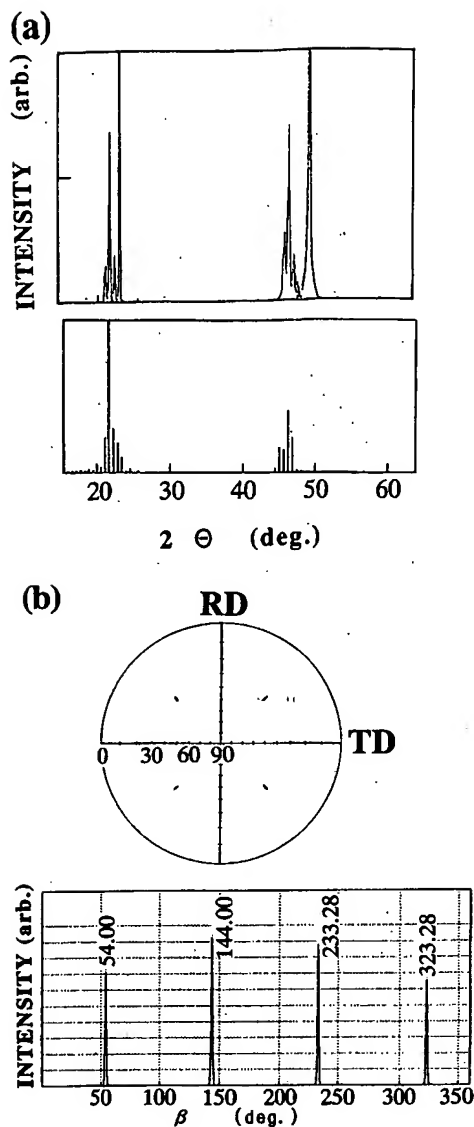 (a)
INTENSITY (arb.)
20 30 40 50 60
2 Θ (deg.)
(b)
RD
0 30 60 90 TD
INTENSITY (arb.)
54.00 144.00 233.28 323.28
50 100 150 200 250 300 350
β (deg.)